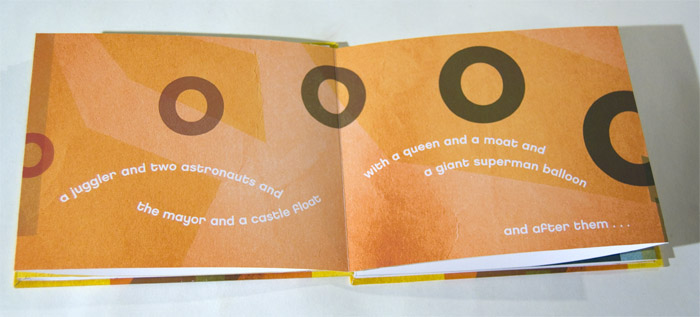 a juggler and two astronauts and
the mayor and a castle float
with a queen and a moat and
a giant superman balloon
and after them . . .